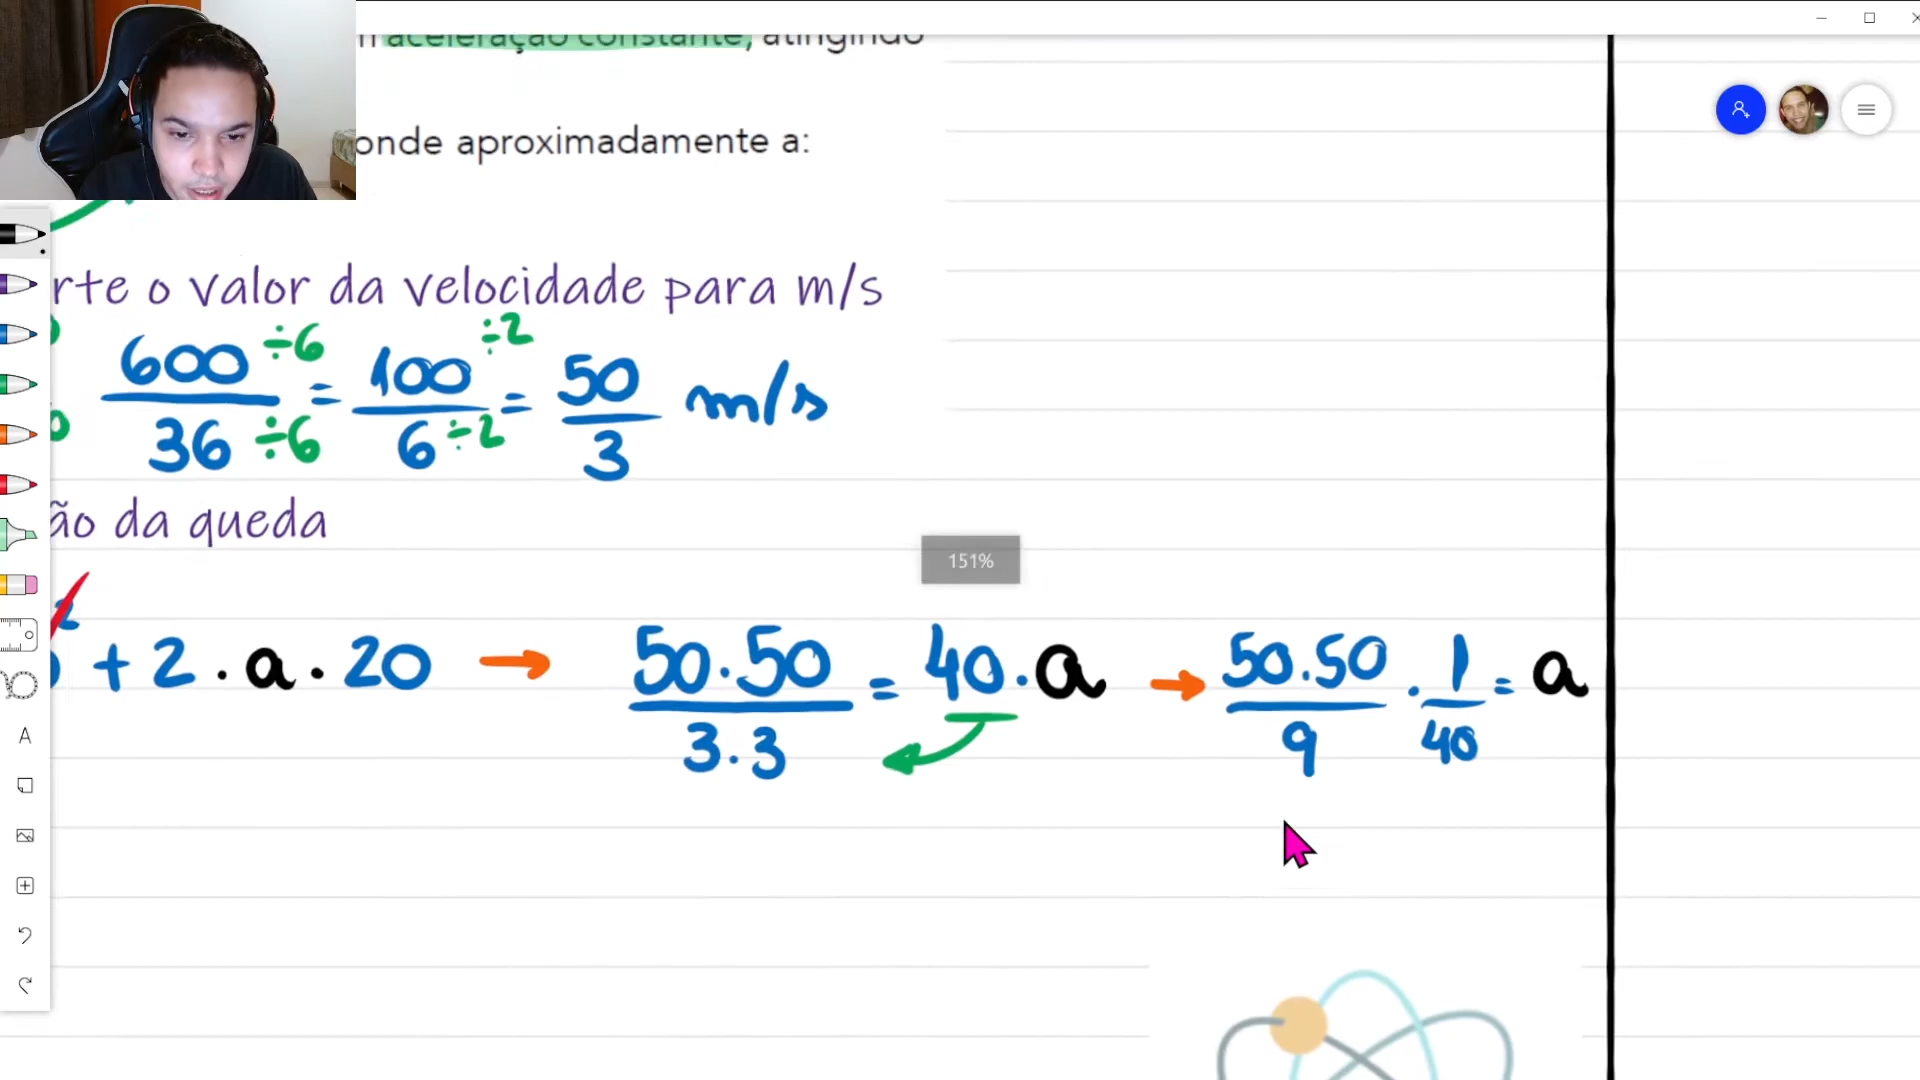 aceleração constante, atingindo
onde aproximadamente a:
rte o valor da velocidade para m/s
600 ÷6 / 36 ÷6 = 100 ÷2 / 6 ÷2 = 50 / 3 m/s
ão da queda
151%
2 + 2 . a . 20 → 50.50 / 3.3 = 40.a → 50.50 / 9 . 1 / 40 = a
A